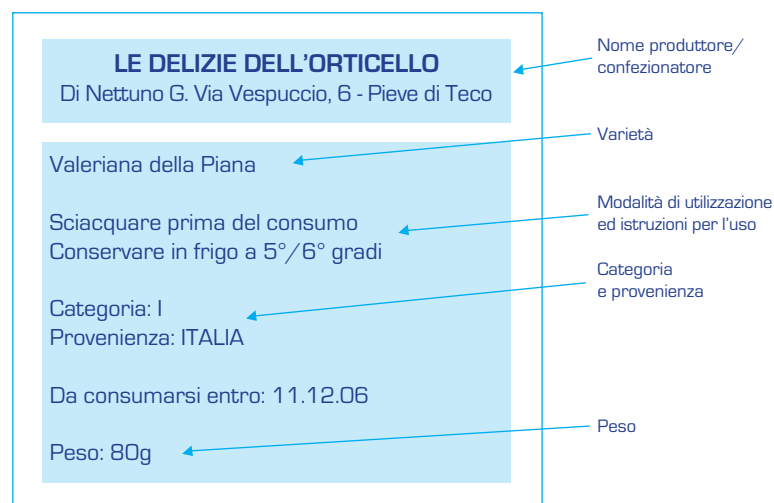 LE DELIZIE DELL'ORTICELLO
Di Nettuno G. Via Vespuccio, 6 - Pieve di Teco
Valeriana della Piana
Sciacquare prima del consumo
Conservare in frigo a 5°/6° gradi
Categoria: I
Provenienza: ITALIA
Da consumarsi entro: 11.12.06
Peso: 80g
Nome produttore/
confezionatore
Varietà
Modalità di utilizzazione
ed istruzioni per l'uso
Categoria
e provenienza
Peso